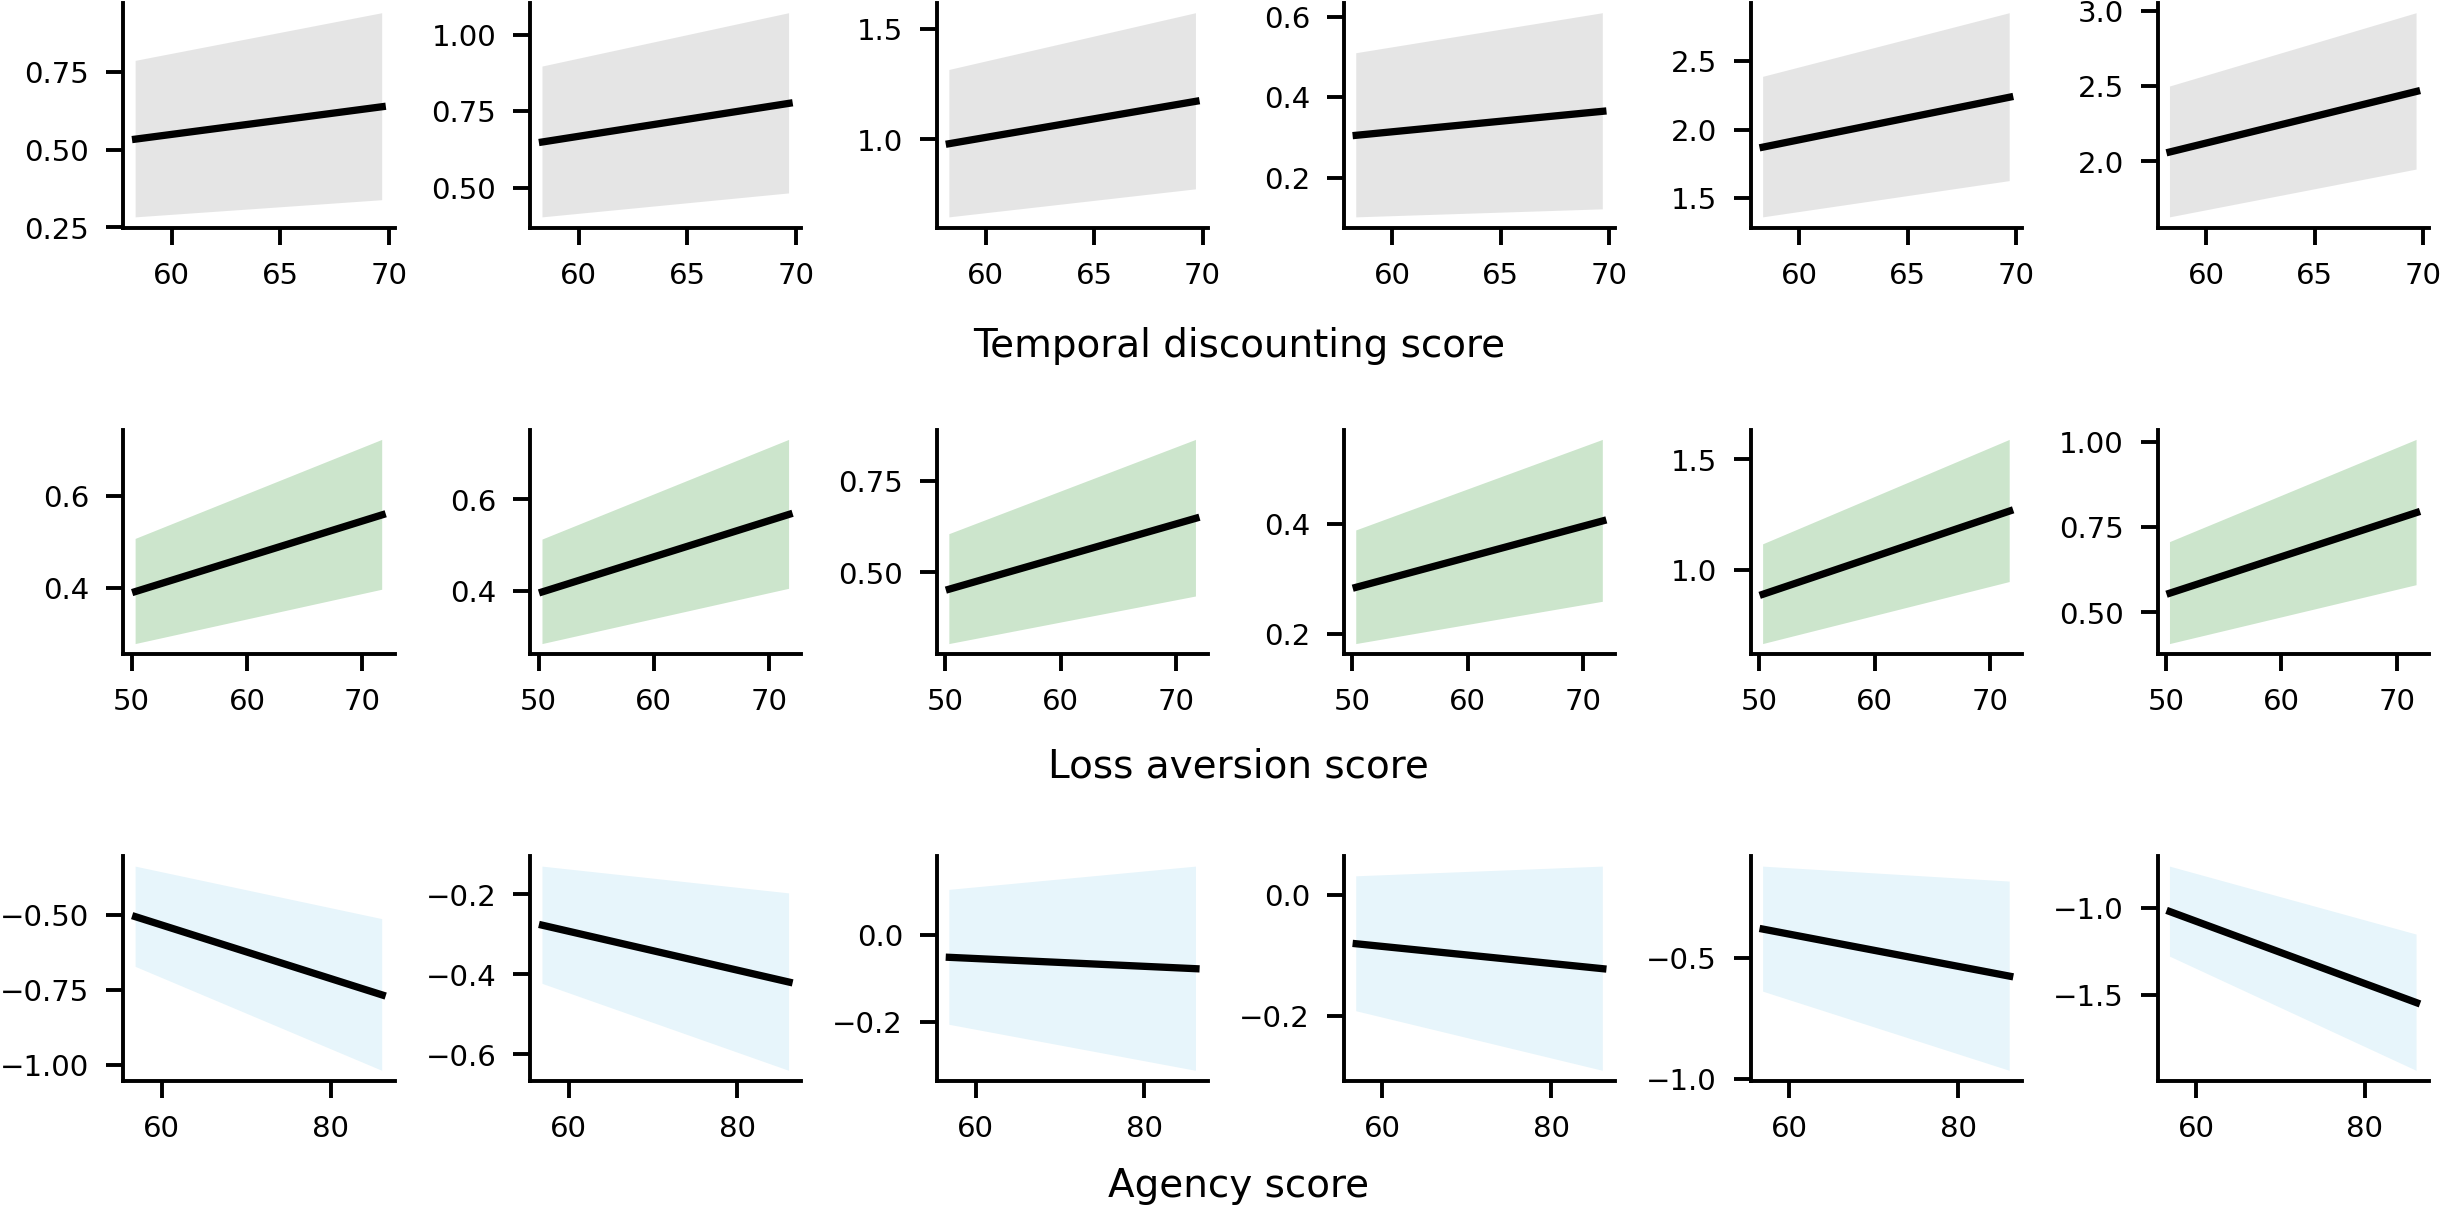 0.75 0.50 0.25
1.00 0.75 0.50
1.5 1.0
0.6 0.4 0.2
2.5 2.0 1.5
3.0 2.5 2.0
60 65 70 60 65 70 60 65 70 60 65 70 60 65 70 60 65 70
Temporal discounting score
0.6 0.4
0.6 0.4
0.75 0.50
0.4 0.2
1.5 1.0
1.00 0.75 0.50
50 60 70 50 60 70 50 60 70 50 60 70 50 60 70 50 60 70
Loss aversion score
−0.50 −0.75 −1.00
−0.2 −0.4 −0.6
0.0 −0.2
0.0 −0.2
−0.5 −1.0
−1.0 −1.5
60 80 60 80 60 80 60 80 60 80 60 80
Agency score